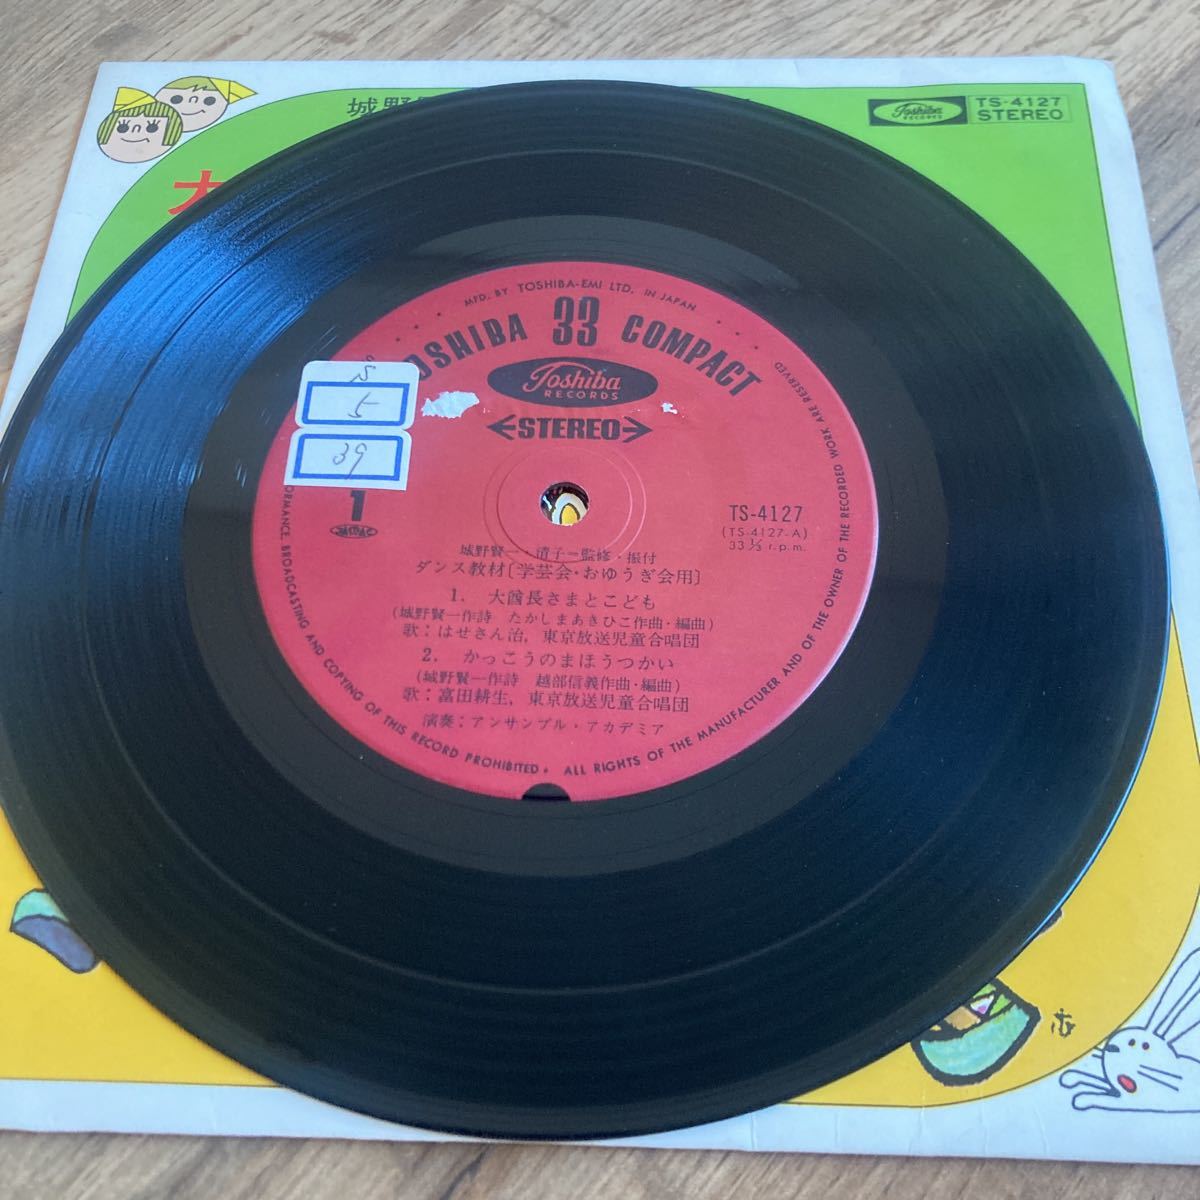 城野
大
Toshiba
RECORDS
TS-4127
STEREO
MFD. BY TOSHIBA-EMI LTD. IN JAPAN
OSHIBA 33 COMPACT
Toshiba
RECORDS
STEREO
5
39
1
TS-4127
(TS-4127-A)
33 ⅓ r.p.m.
城野賢一・清子=監修・振付
ダンス教材〔学芸会・おゆうぎ会用〕
1. 大酋長さまとこども
(城野賢一作詩 たかしまあきひこ作曲・編曲)
歌:はせさん治, 東京放送児童合唱団
2. かっこうのまほうつかい
(城野賢一作詩 越部信義作曲・編曲)
歌:富田耕生, 東京放送児童合唱団
演奏:アンサンブル・アカデミア
ORMANCE, BROADCASTING AND COPYING OF THIS RECORD PROHIBITED. ALL RIGHTS OF THE MANUFACTURER AND OF THE OWNER OF THE RECORDED WORK ARE RESERVED